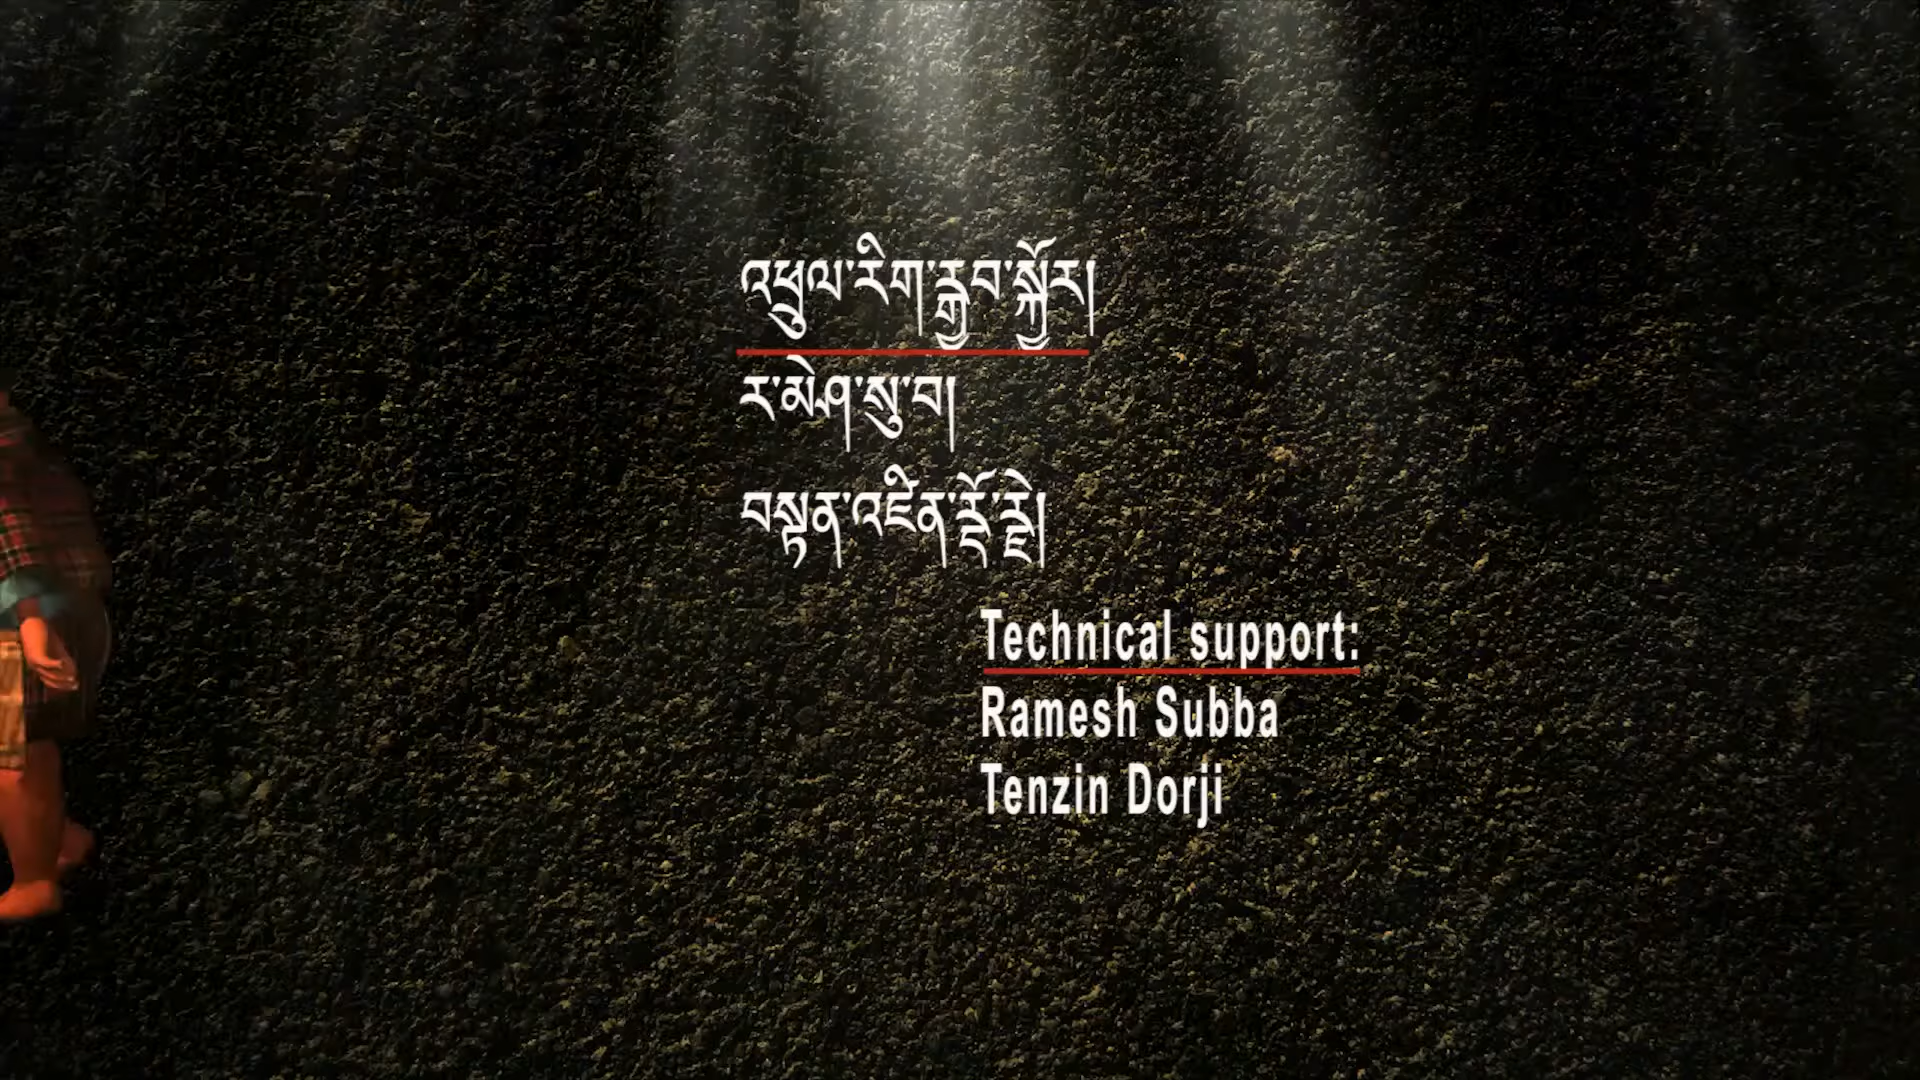 འཕྲུལ་རིག་རྒྱབ་སྐྱོར།
ར་མེཤ་སུ་བ།
བསྟན་འཛིན་རྡོ་རྗེ།
Technical support:
Ramesh Subba
Tenzin Dorji